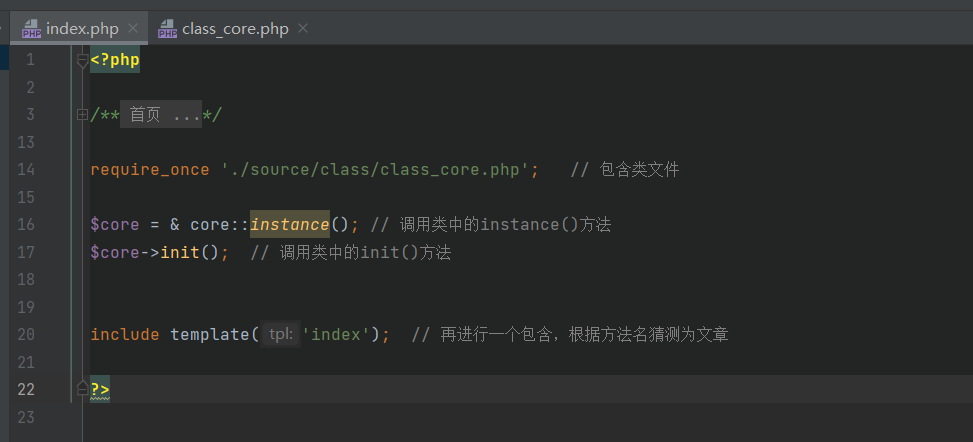 index.php class_core.php
1 <?php
2
3 /** 首页 ...*/
13
14 require_once './source/class/class_core.php'; // 包含类文件
15
16 $core = & core::instance(); // 调用类中的instance()方法
17 $core->init(); // 调用类中的init()方法
18
19
20 include template( tpl: 'index'); // 再进行一个包含，根据方法名猜测为文章
21
22 ?>
23